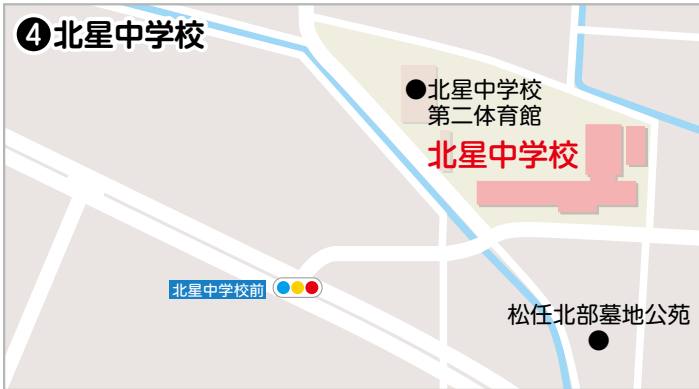 ❹北星中学校
●北星中学校
第二体育館
北星中学校
北星中学校前
松任北部墓地公苑